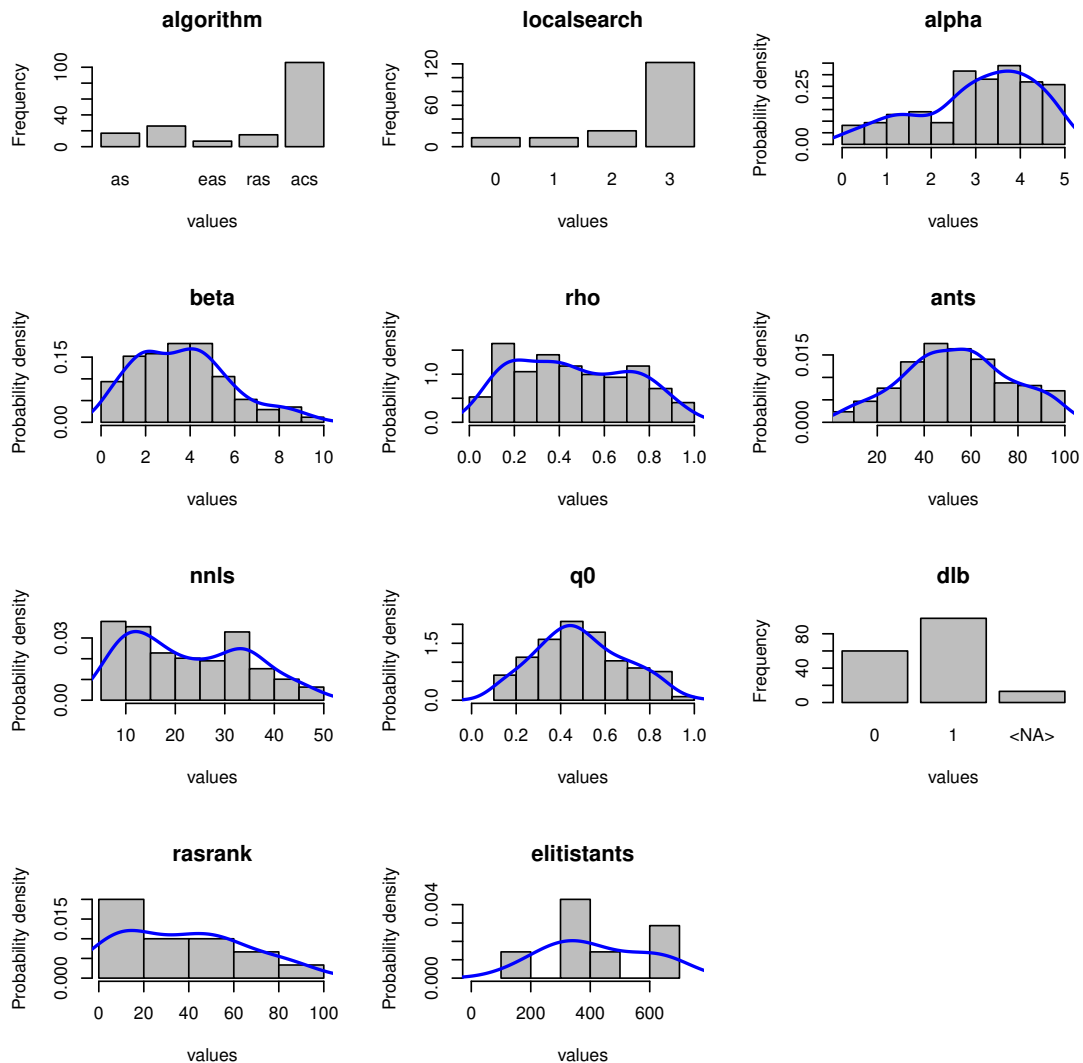 algorithm
Frequency
0 40 100
as eas ras acs
values
localsearch
Frequency
0 60 120
0 1 2 3
values
alpha
Probability density
0.00 0.25
0 1 2 3 4 5
values
beta
Probability density
0.00 0.15
0 2 4 6 8 10
values
rho
Probability density
0.0 1.0
0.0 0.2 0.4 0.6 0.8 1.0
values
ants
Probability density
0.000 0.015
20 40 60 80 100
values
nnls
Probability density
0.00 0.03
10 20 30 40 50
values
q0
Probability density
0.0 1.5
0.0 0.2 0.4 0.6 0.8 1.0
values
dlb
Frequency
0 40 80
0 1 <NA>
values
rasrank
Probability density
0.000 0.015
0 20 40 60 80 100
values
elitistants
Probability density
0.000 0.004
0 200 400 600
values